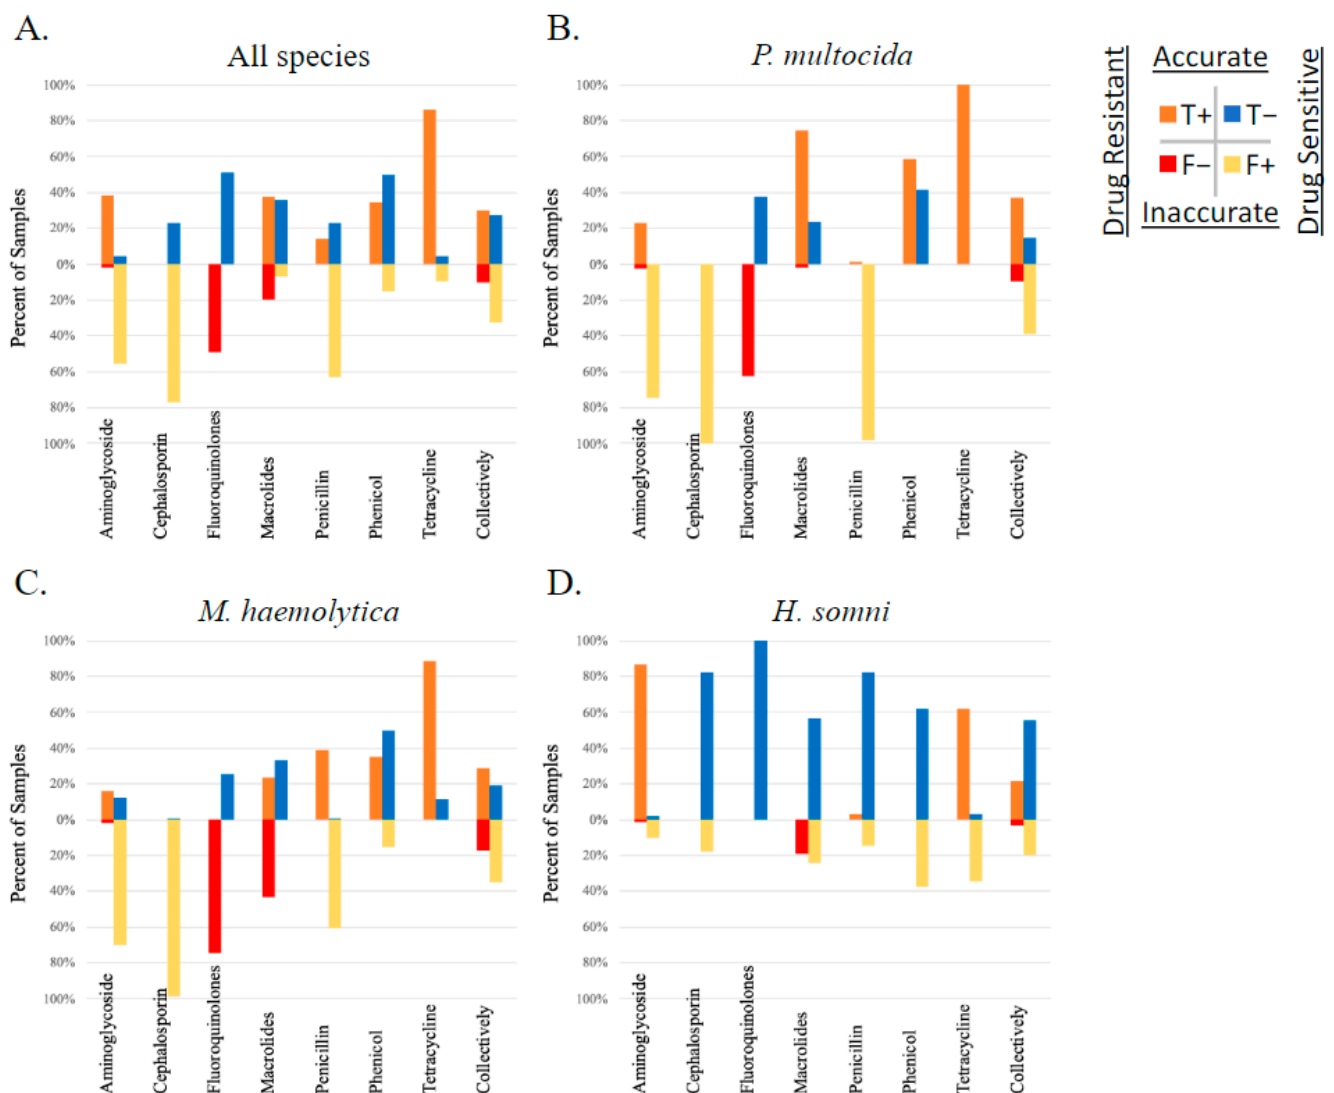 A.
All species
100%
80%
60%
40%
20%
0%
20%
40%
60%
80%
100%
Percent of Samples
Aminoglycoside
Cephalosporin
Fluoroquinolones
Macrolides
Penicillin
Phenicol
Tetracycline
Collectively
B.
P. multocida
100%
80%
60%
40%
20%
0%
20%
40%
60%
80%
100%
Percent of Samples
Aminoglycoside
Cephalosporin
Fluoroquinolones
Macrolides
Penicillin
Phenicol
Tetracycline
Collectively
Drug Resistant
Accurate
T+ T−
F− F+
Inaccurate
Drug Sensitive
C.
M. haemolytica
100%
80%
60%
40%
20%
0%
20%
40%
60%
80%
100%
Percent of Samples
Aminoglycoside
Cephalosporin
Fluoroquinolones
Macrolides
Penicillin
Phenicol
Tetracycline
Collectively
D.
H. somni
100%
80%
60%
40%
20%
0%
20%
40%
60%
80%
100%
Percent of Samples
Aminoglycoside
Cephalosporin
Fluoroquinolones
Macrolides
Penicillin
Phenicol
Tetracycline
Collectively